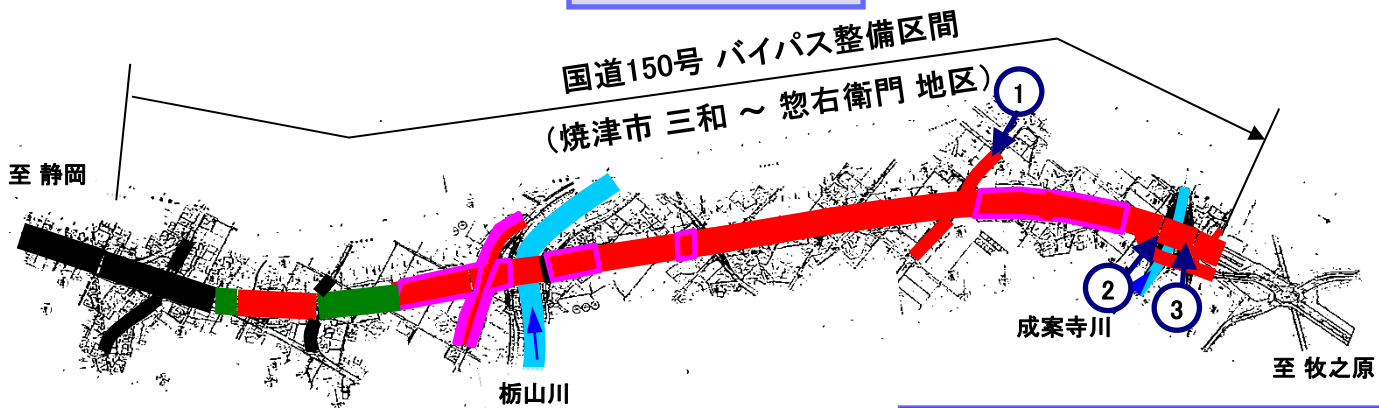 国道150号 バイパス整備区間
(焼津市 三和 ～ 惣右衛門 地区)
1
至 静岡
2
3
成案寺川
至 牧之原
栃山川